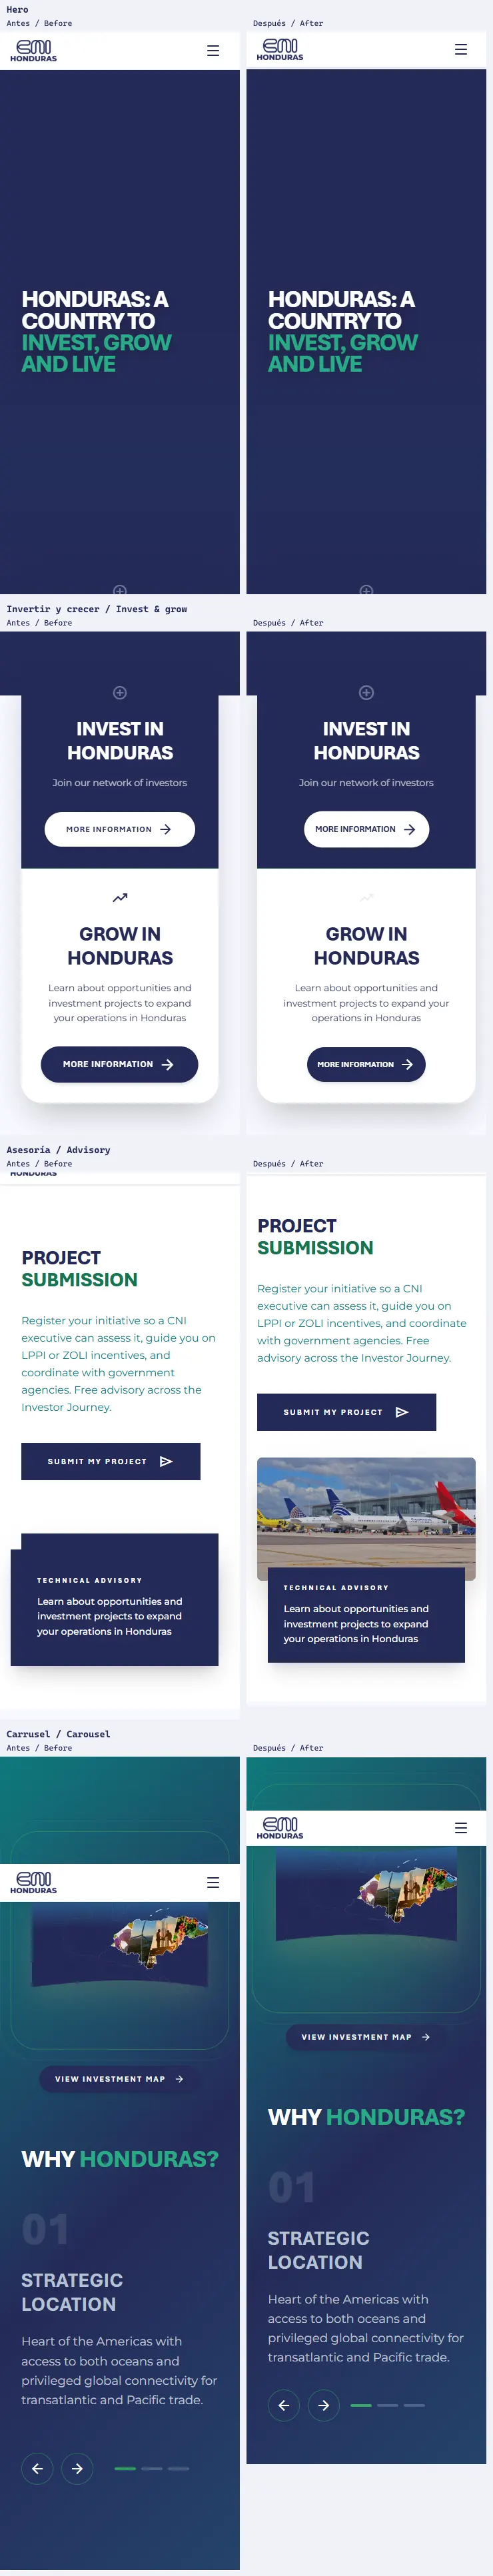 Hero
Antes / Before
Después / After
CNI
HONDURAS
CNI
HONDURAS
HONDURAS: A
COUNTRY TO
INVEST, GROW
AND LIVE
HONDURAS: A
COUNTRY TO
INVEST, GROW
AND LIVE
Invertir y crecer / Invest & grow
Antes / Before
Después / After
INVEST IN
HONDURAS
Join our network of investors
MORE INFORMATION
GROW IN
HONDURAS
Learn about opportunities and
investment projects to expand
your operations in Honduras
MORE INFORMATION
INVEST IN
HONDURAS
Join our network of investors
MORE INFORMATION
GROW IN
HONDURAS
Learn about opportunities and
investment projects to expand your
operations in Honduras
MORE INFORMATION
Asesoría / Advisory
Antes / Before
Después / After
HONDURAS
PROJECT
SUBMISSION
Register your initiative so a CNI
executive can assess it, guide you on
LPPI or ZOLI incentives, and
coordinate with government
agencies. Free advisory across the
Investor Journey.
SUBMIT MY PROJECT
TECHNICAL ADVISORY
Learn about opportunities and
investment projects to expand
your operations in Honduras
PROJECT
SUBMISSION
Register your initiative so a CNI
executive can assess it, guide you on
LPPI or ZOLI incentives, and coordinate
with government agencies. Free
advisory across the Investor Journey.
SUBMIT MY PROJECT
TECHNICAL ADVISORY
Learn about opportunities and
investment projects to expand
your operations in Honduras
Carrusel / Carousel
Antes / Before
Después / After
CNI
HONDURAS
VIEW INVESTMENT MAP
WHY HONDURAS?
01
STRATEGIC
LOCATION
Heart of the Americas with
access to both oceans and
privileged global connectivity for
transatlantic and Pacific trade.
CNI
HONDURAS
VIEW INVESTMENT MAP
WHY HONDURAS?
01
STRATEGIC
LOCATION
Heart of the Americas with
access to both oceans and
privileged global connectivity for
transatlantic and Pacific trade.